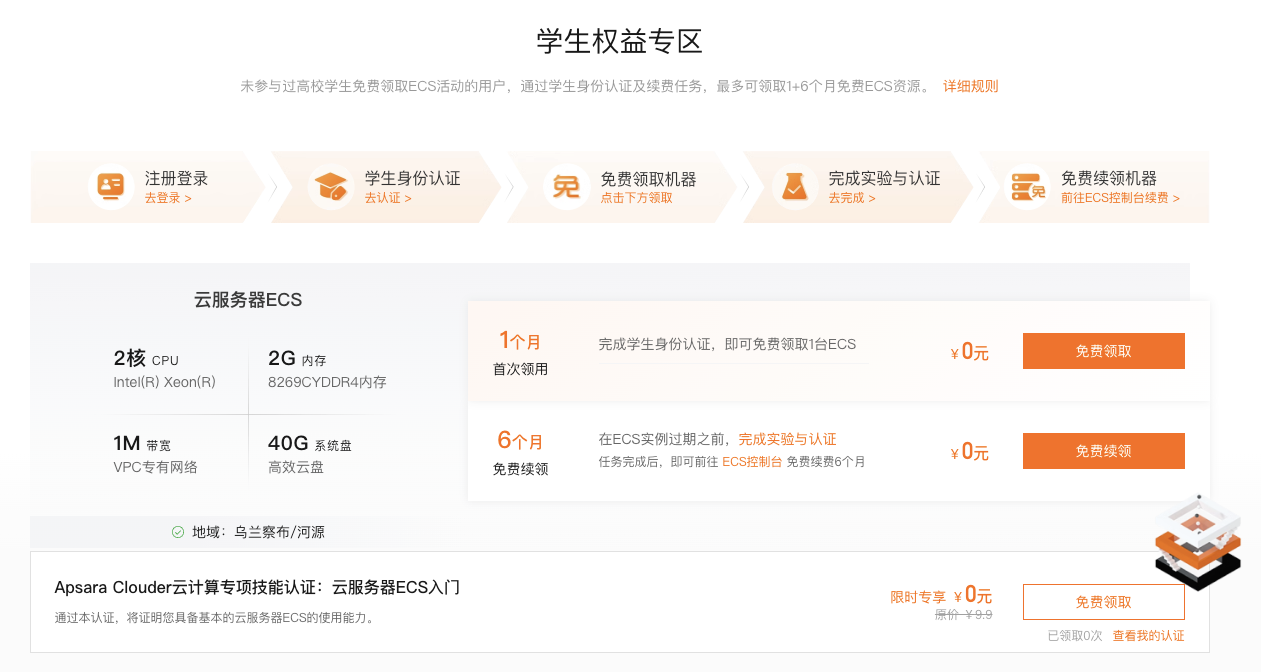 学生权益专区
未参与过高校学生免费领取ECS活动的用户，通过学生身份认证及续费任务，最多可领取1+6个月免费ECS资源。 详细规则
注册登录
去登录 >
学生身份认证
去认证 >
免
免费领取机器
点击下方领取
完成实验与认证
去完成 >
免
免费续领机器
前往ECS控制台续费 >
云服务器ECS
2核 CPU
Intel(R) Xeon(R)
2G 内存
8269CYDDR4内存
1M 带宽
VPC专有网络
40G 系统盘
高效云盘
地域：乌兰察布/河源
1个月
首次领用
完成学生身份认证，即可免费领取1台ECS
¥0元
免费领取
6个月
免费续领
在ECS实例过期之前，完成实验与认证
任务完成后，即可前往 ECS控制台 免费续费6个月
¥0元
免费续领
Apsara Clouder云计算专项技能认证：云服务器ECS入门
通过本认证，将证明您具备基本的云服务器ECS的使用能力。
限时专享 ¥0元
原价 ¥9.9
免费领取
已领取0次 查看我的认证